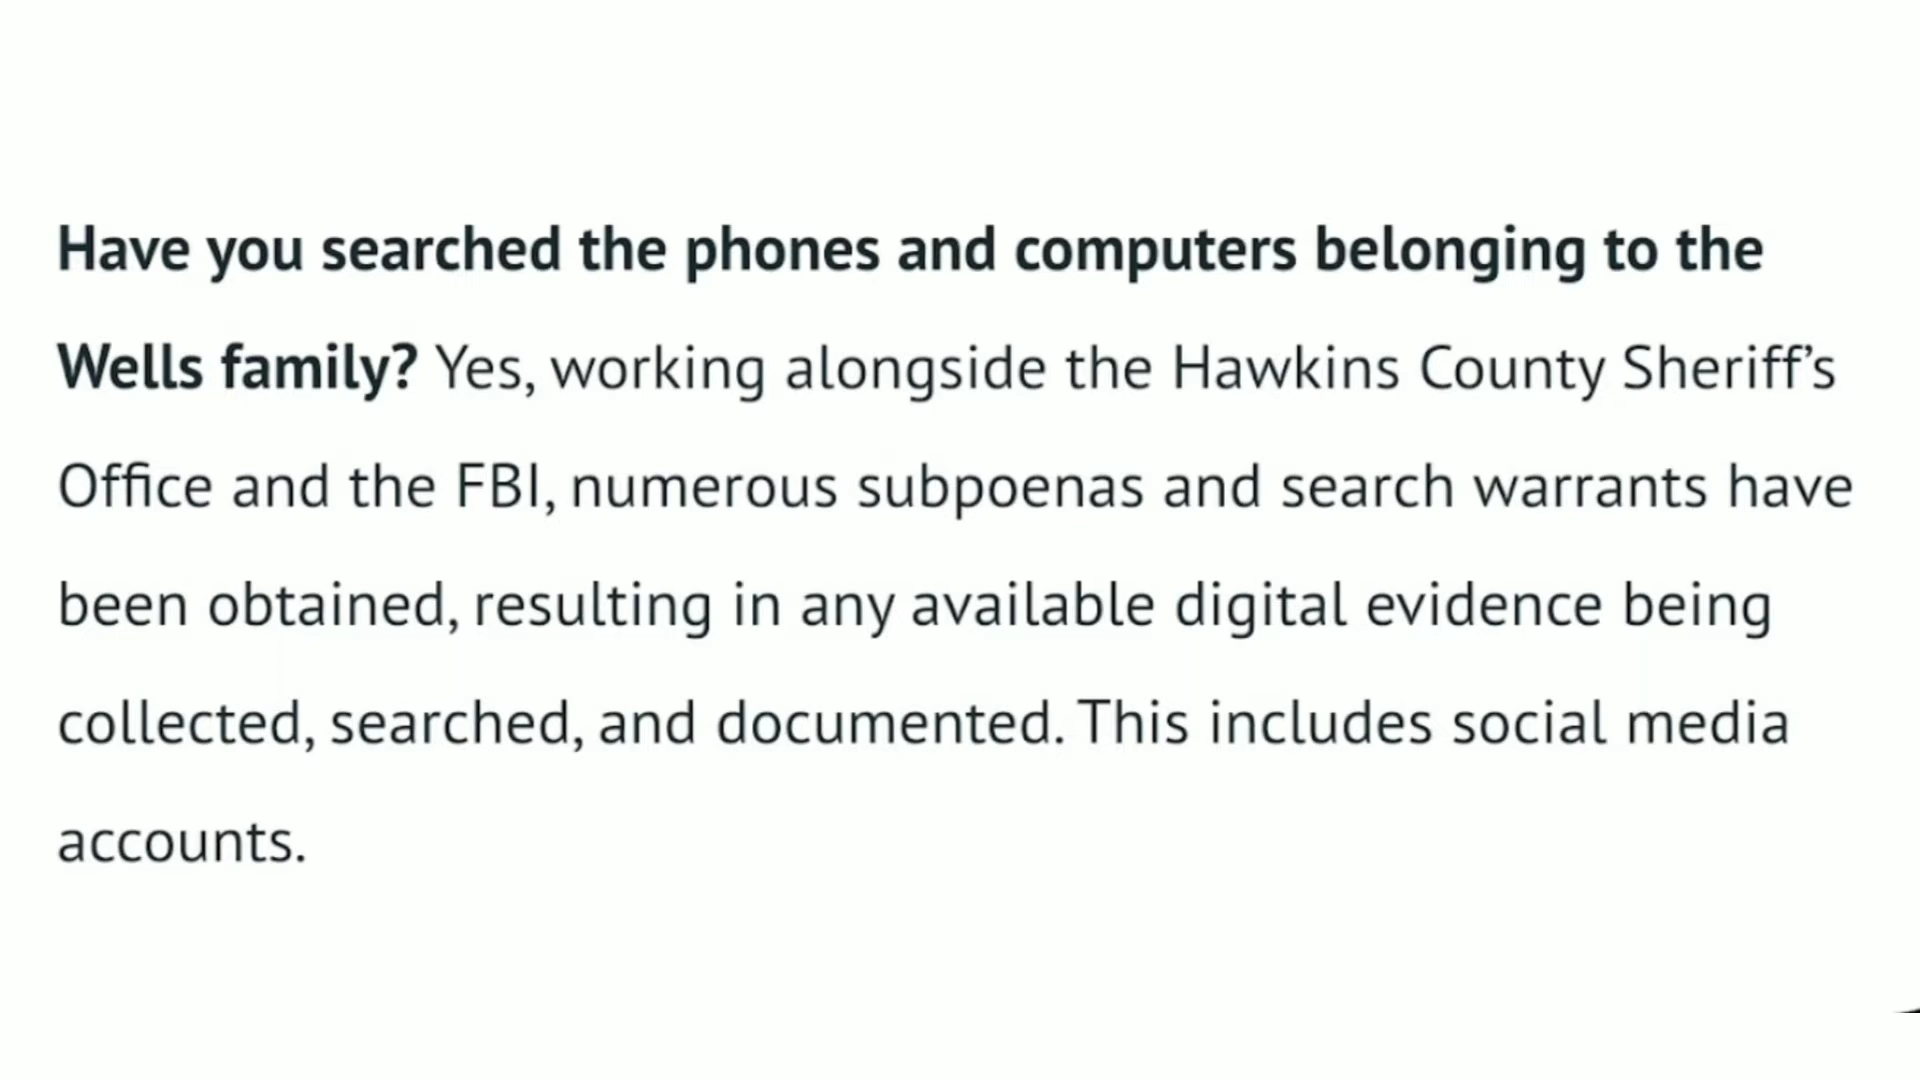 Have you searched the phones and computers belonging to the
Wells family? Yes, working alongside the Hawkins County Sheriff’s
Office and the FBI, numerous subpoenas and search warrants have
been obtained, resulting in any available digital evidence being
collected, searched, and documented. This includes social media
accounts.